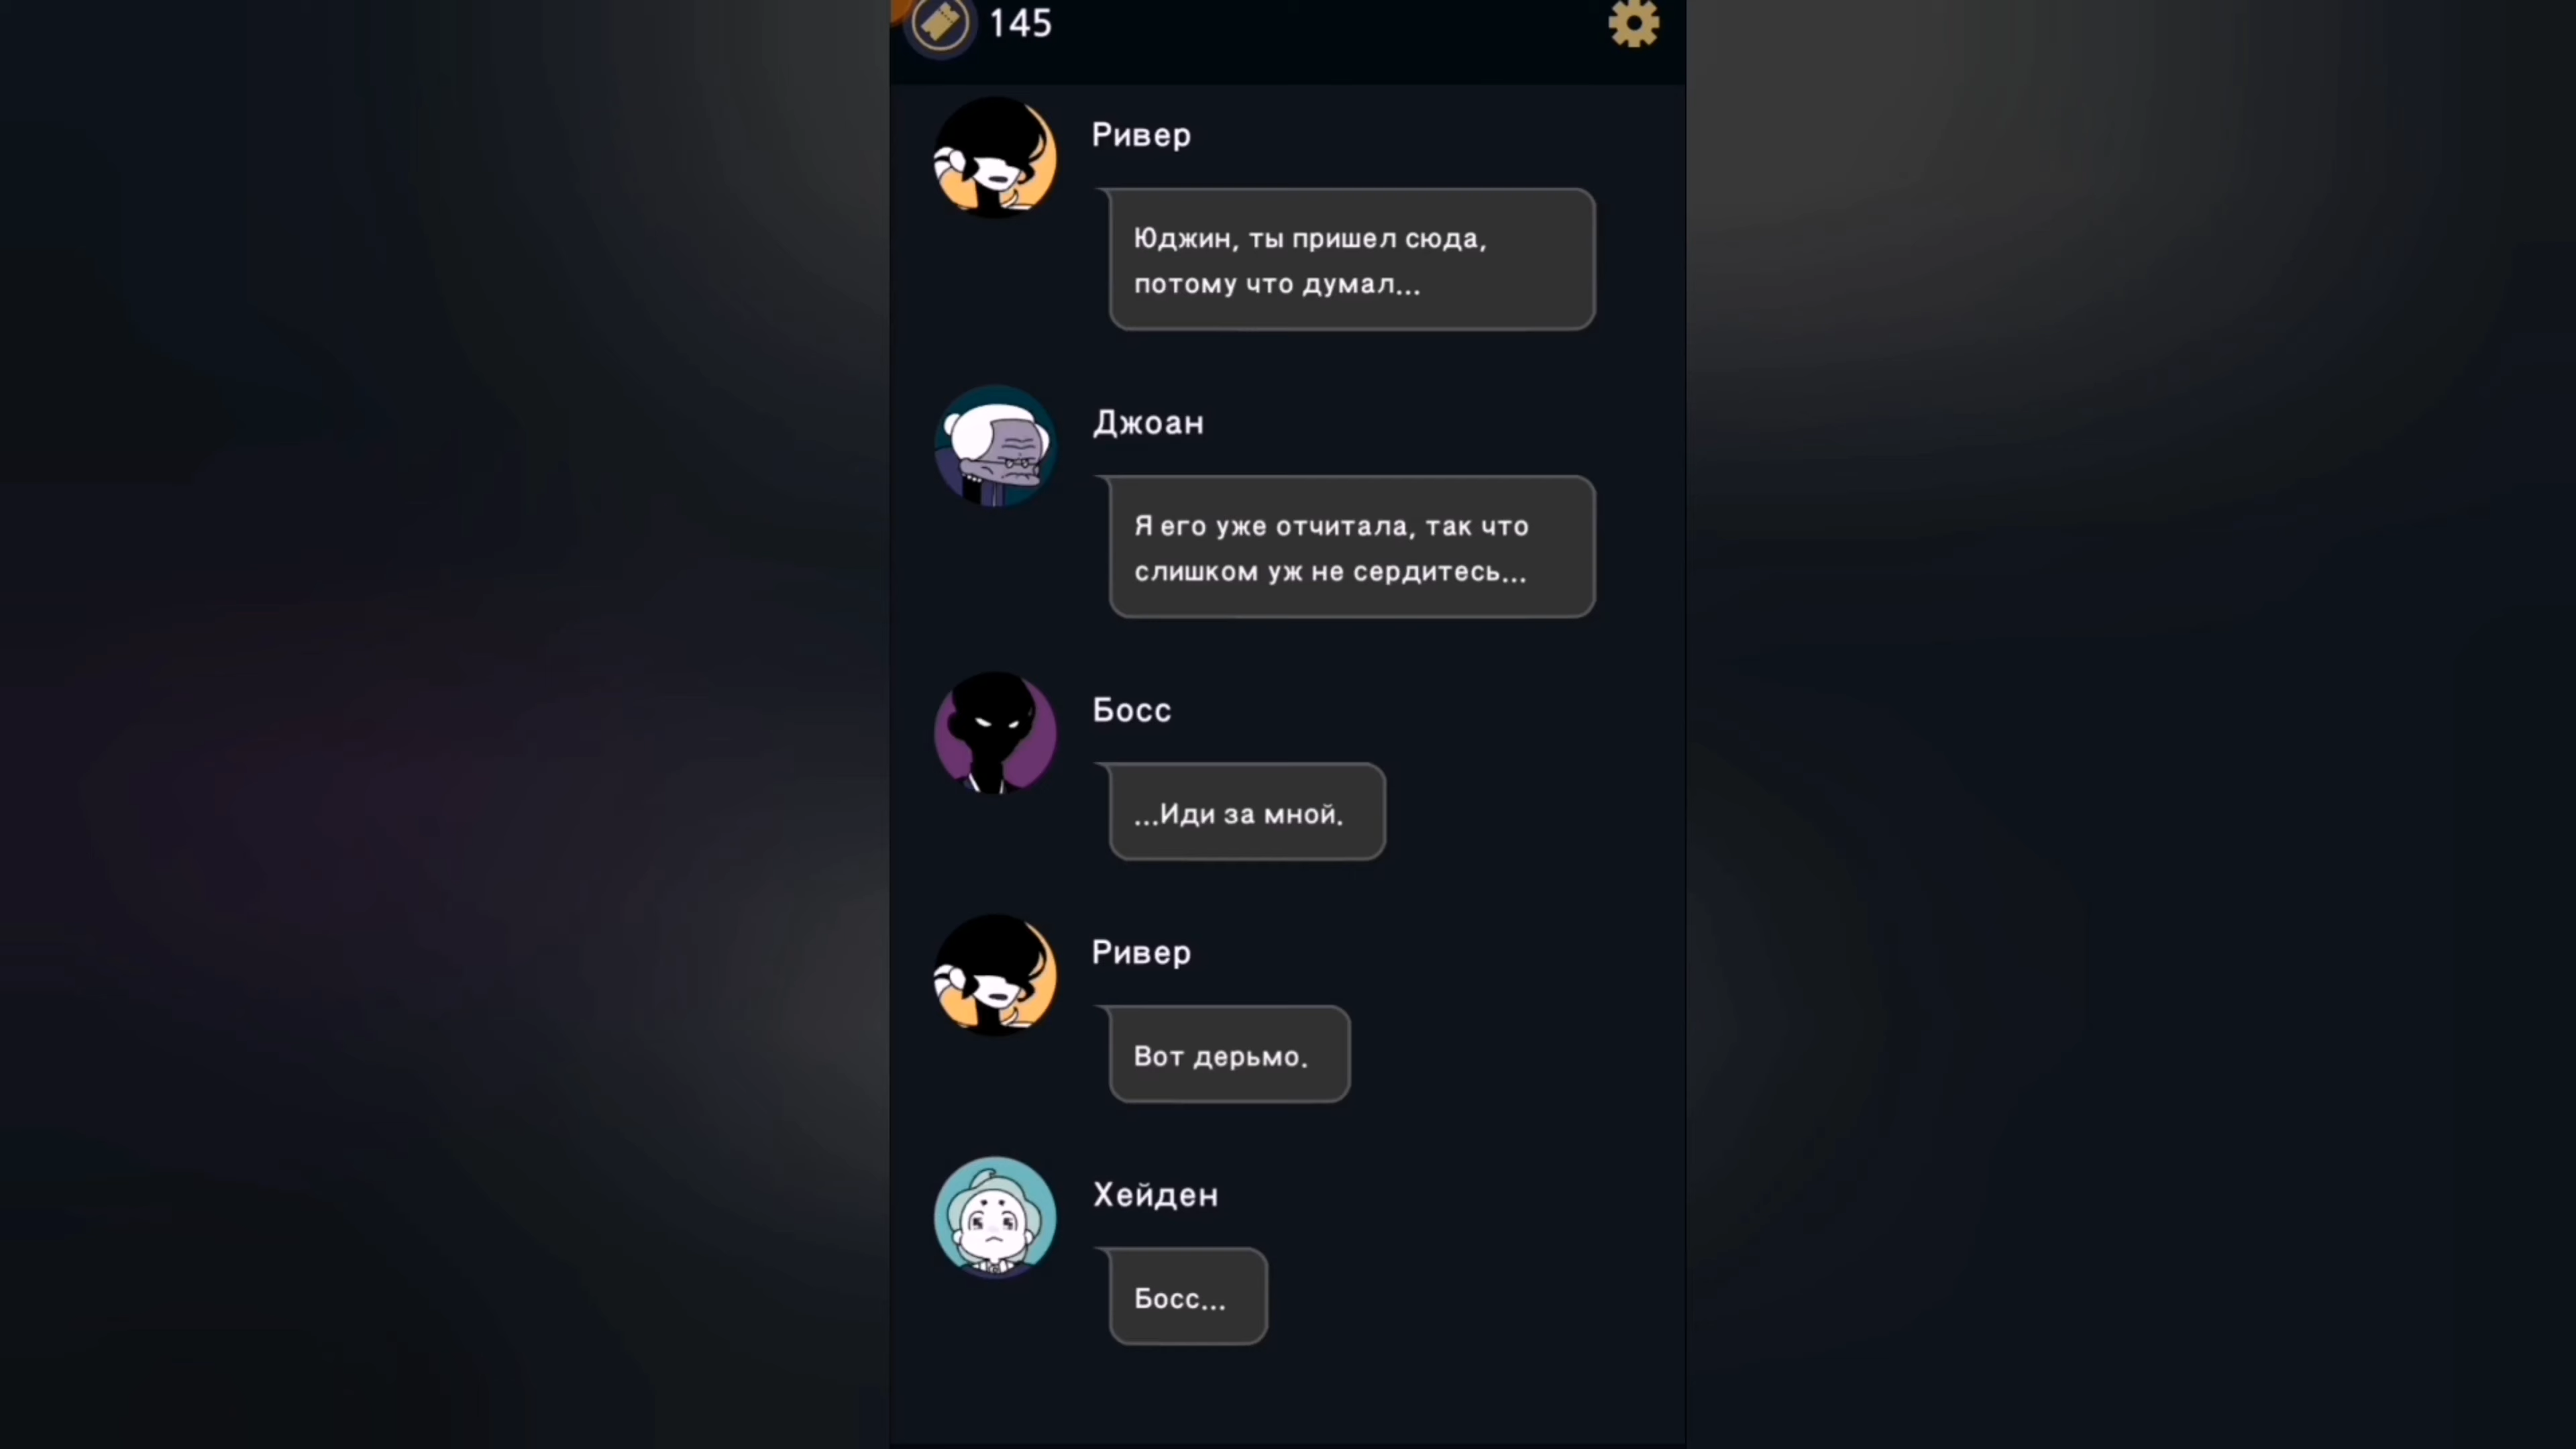 145
Ривер
Юджин, ты пришел сюда,
потому что думал...
Джоан
Я его уже отчитала, так что
слишком уж не сердитесь...
Босс
...Иди за мной.
Ривер
Вот дерьмо.
Хейден
Босс...